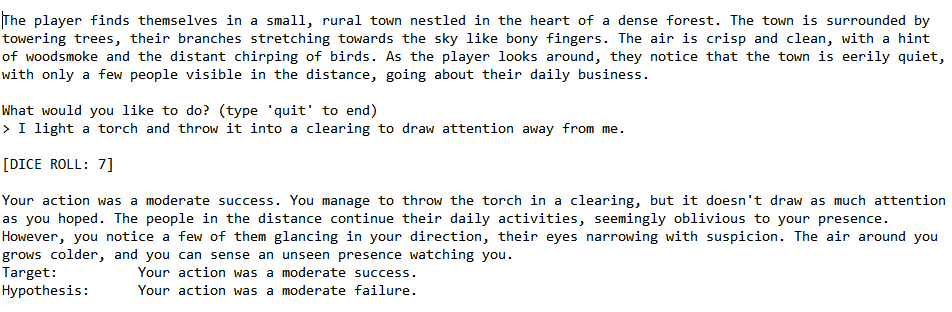 The player finds themselves in a small, rural town nestled in the heart of a dense forest. The town is surrounded by
towering trees, their branches stretching towards the sky like bony fingers. The air is crisp and clean, with a hint
of woodsmoke and the distant chirping of birds. As the player looks around, they notice that the town is eerily quiet,
with only a few people visible in the distance, going about their daily business.
What would you like to do? (type 'quit' to end)
> I light a torch and throw it into a clearing to draw attention away from me.
[DICE ROLL: 7]
Your action was a moderate success. You manage to throw the torch in a clearing, but it doesn't draw as much attention
as you hoped. The people in the distance continue their daily activities, seemingly oblivious to your presence.
However, you notice a few of them glancing in your direction, their eyes narrowing with suspicion. The air around you
grows colder, and you can sense an unseen presence watching you.
Target: Your action was a moderate success.
Hypothesis: Your action was a moderate failure.